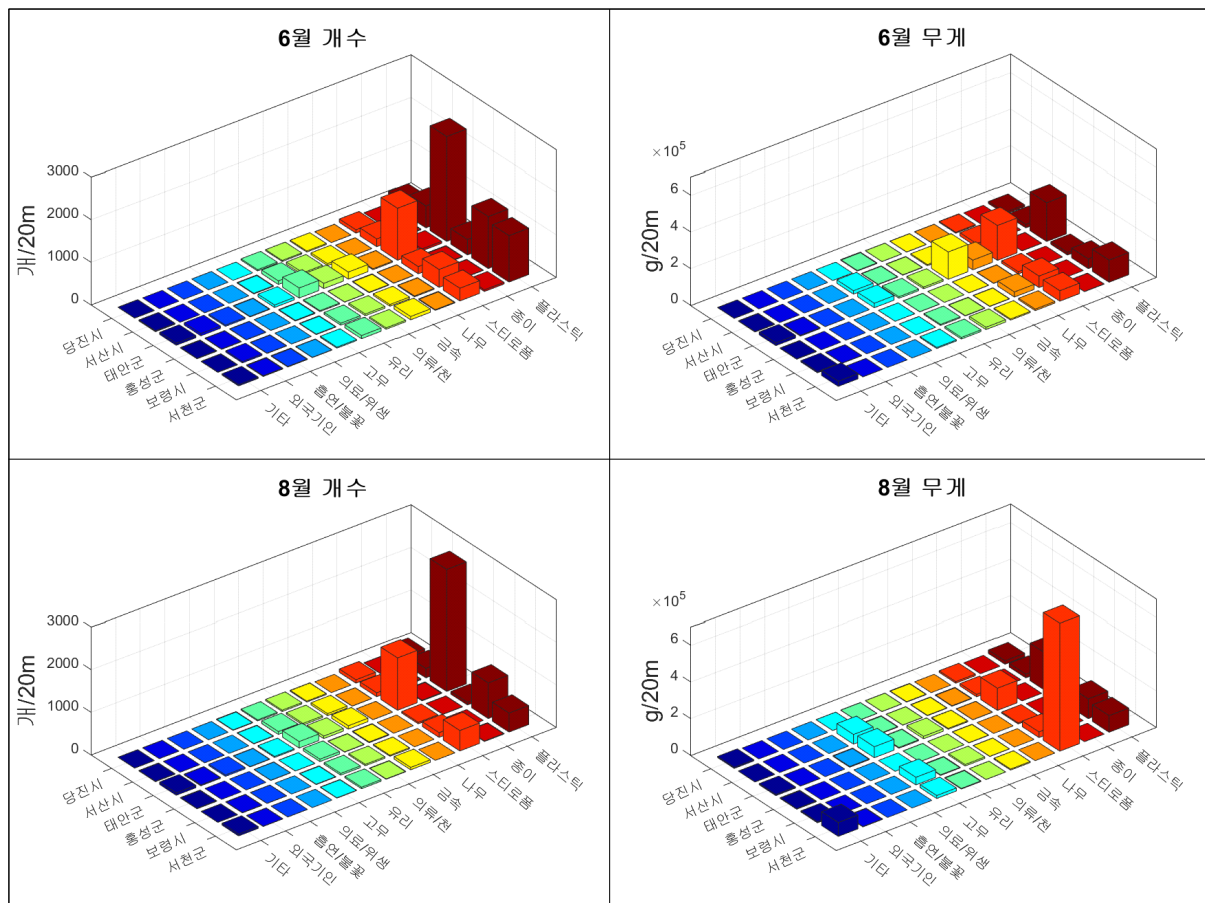 6월 개수
3000
2000
1000
0
개/20m
당진시
서산시
태안군
홍성군
보령시
서천군
기타
외국기인
흡연/불꽃
의료/위생
고무
유리
의류/천
금속
나무
스티로폼
종이
플라스틱
6월 무게
×10⁵
6
4
2
0
g/20m
당진시
서산시
태안군
홍성군
보령시
서천군
기타
외국기인
흡연/불꽃
의료/위생
고무
유리
의류/천
금속
나무
스티로폼
종이
플라스틱
8월 개수
3000
2000
1000
0
개/20m
당진시
서산시
태안군
홍성군
보령시
서천군
기타
외국기인
흡연/불꽃
의료/위생
고무
유리
의류/천
금속
나무
스티로폼
종이
플라스틱
8월 무게
×10⁵
6
4
2
0
g/20m
당진시
서산시
태안군
홍성군
보령시
서천군
기타
외국기인
흡연/불꽃
의료/위생
고무
유리
의류/천
금속
나무
스티로폼
종이
플라스틱